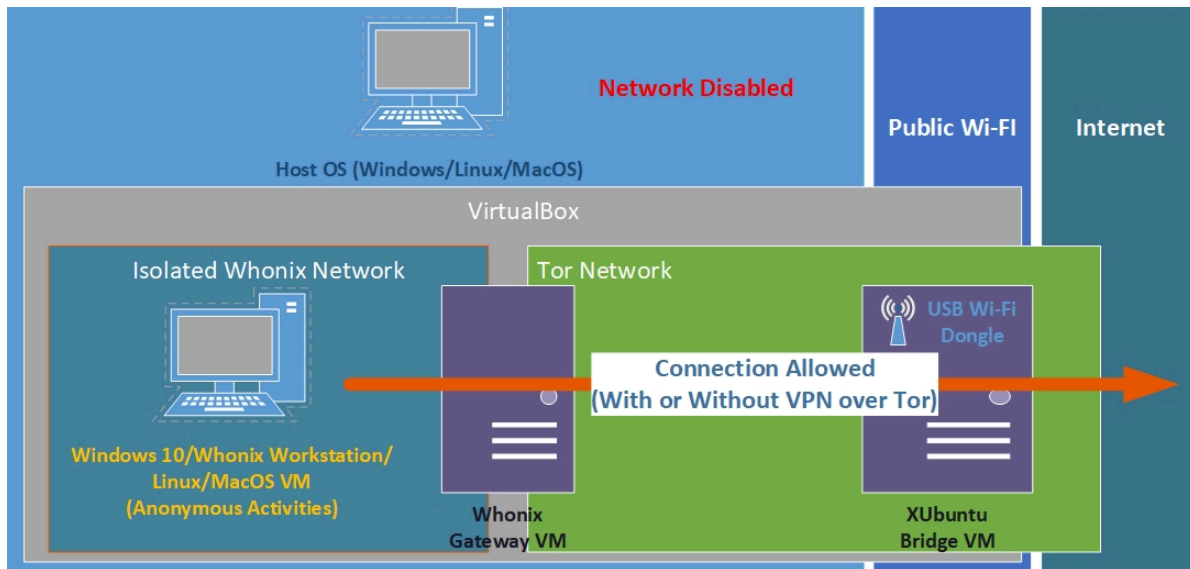 Network Disabled
Public Wi-FI
Internet
Host OS (Windows/Linux/MacOS)
VirtualBox
Isolated Whonix Network
Tor Network
USB Wi-Fi
Dongle
Connection Allowed
(With or Without VPN over Tor)
Windows 10/Whonix Workstation/
Linux/MacOS VM
(Anonymous Activities)
Whonix
Gateway VM
XUbuntu
Bridge VM